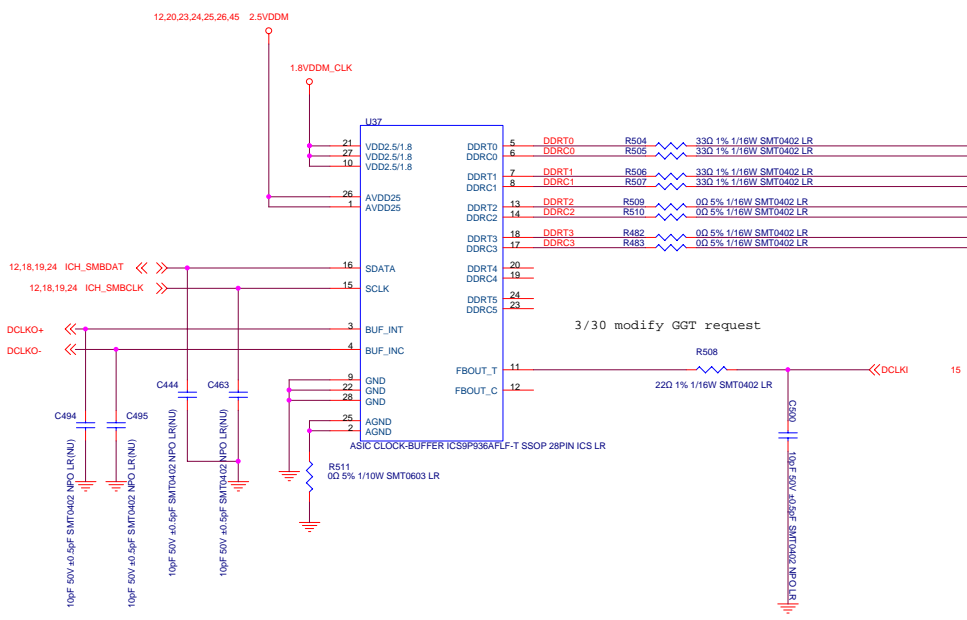 12,20,23,24,25,26,45 2.5VDDM
1.8VDDM_CLK
U37
21 VDD2.5/1.8
27 VDD2.5/1.8
10 VDD2.5/1.8
26 AVDD25
1 AVDD25
12,18,19,24 ICH_SMBDAT
16 SDATA
12,18,19,24 ICH_SMBCLK
15 SCLK
DCLKO+
3 BUF_INT
DCLKO-
4 BUF_INC
9 GND
22 GND
28 GND
25 AGND
2 AGND
DDRT0 5 DDRT0 R504 33Ω 1% 1/16W SMT0402 LR
DDRC0 6 DDRC0 R505 33Ω 1% 1/16W SMT0402 LR
DDRT1 7 DDRT1 R506 33Ω 1% 1/16W SMT0402 LR
DDRC1 8 DDRC1 R507 33Ω 1% 1/16W SMT0402 LR
DDRT2 13 DDRT2 R509 0Ω 5% 1/16W SMT0402 LR
DDRC2 14 DDRC2 R510 0Ω 5% 1/16W SMT0402 LR
DDRT3 18 DDRT3 R482 0Ω 5% 1/16W SMT0402 LR
DDRC3 17 DDRC3 R483 0Ω 5% 1/16W SMT0402 LR
DDRT4 20
DDRC4 19
DDRT5 24
DDRC5 23
3/30 modify GGT request
FBOUT_T 11
R508
22Ω 1% 1/16W SMT0402 LR
DCLKI 15
FBOUT_C 12
ASIC CLOCK-BUFFER ICS9P936AFLF-T SSOP 28PIN ICS LR
R511
0Ω 5% 1/10W SMT0603 LR
C494
10pF 50V ±0.5pF SMT0402 NPO LR(NU)
C495
10pF 50V ±0.5pF SMT0402 NPO LR(NU)
C444
10pF 50V ±0.5pF SMT0402 NPO LR(NU)
C463
10pF 50V ±0.5pF SMT0402 NPO LR(NU)
C500
10pF 50V ±0.5pF SMT0402 NPO LR